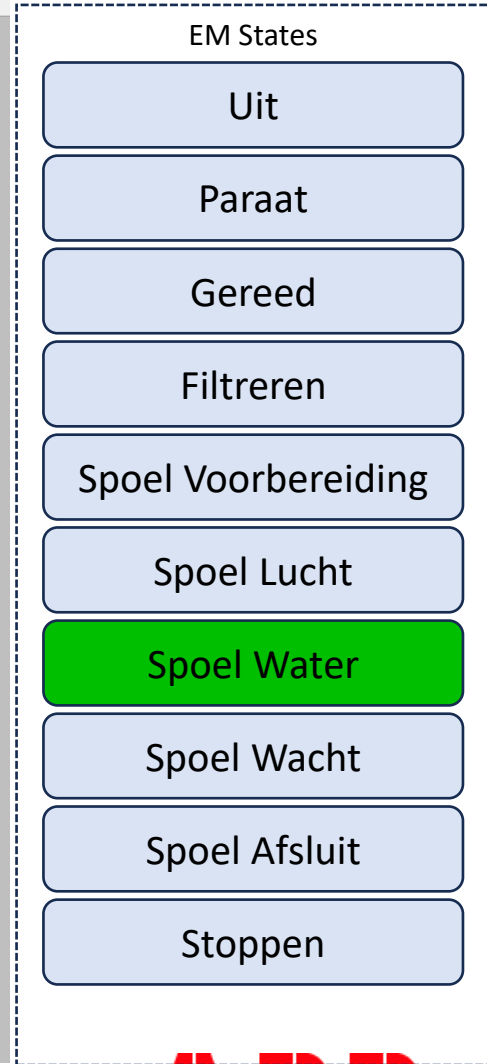 EM States
Uit
Paraat
Gereed
Filtreren
Spoel Voorbereiding
Spoel Lucht
Spoel Water
Spoel Wacht
Spoel Afsluit
Stoppen